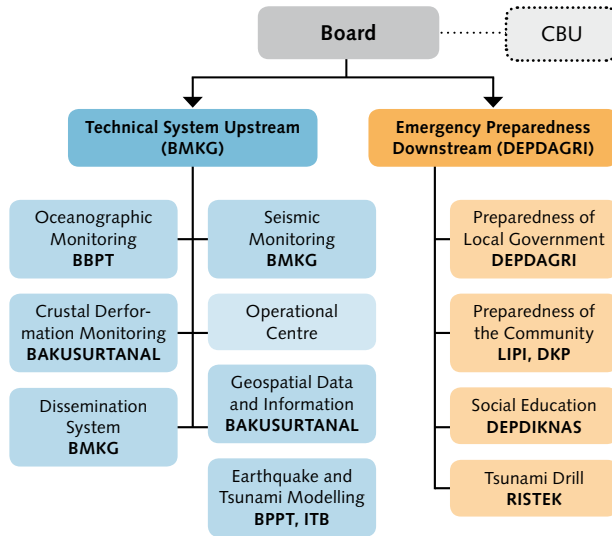 Board
CBU
Technical System Upstream
(BMKG)
Emergency Preparedness
Downstream (DEPDAGRI)
Oceanographic
Monitoring
BBPT
Seismic
Monitoring
BMKG
Preparedness of
Local Government
DEPDAGRI
Crustal Derfor-
mation Monitoring
BAKUSURTANAL
Operational
Centre
Preparedness of
the Community
LIPI, DKP
Dissemination
System
BMKG
Geospatial Data
and Information
BAKUSURTANAL
Social Education
DEPDIKNAS
Earthquake and
Tsunami Modelling
BPPT, ITB
Tsunami Drill
RISTEK